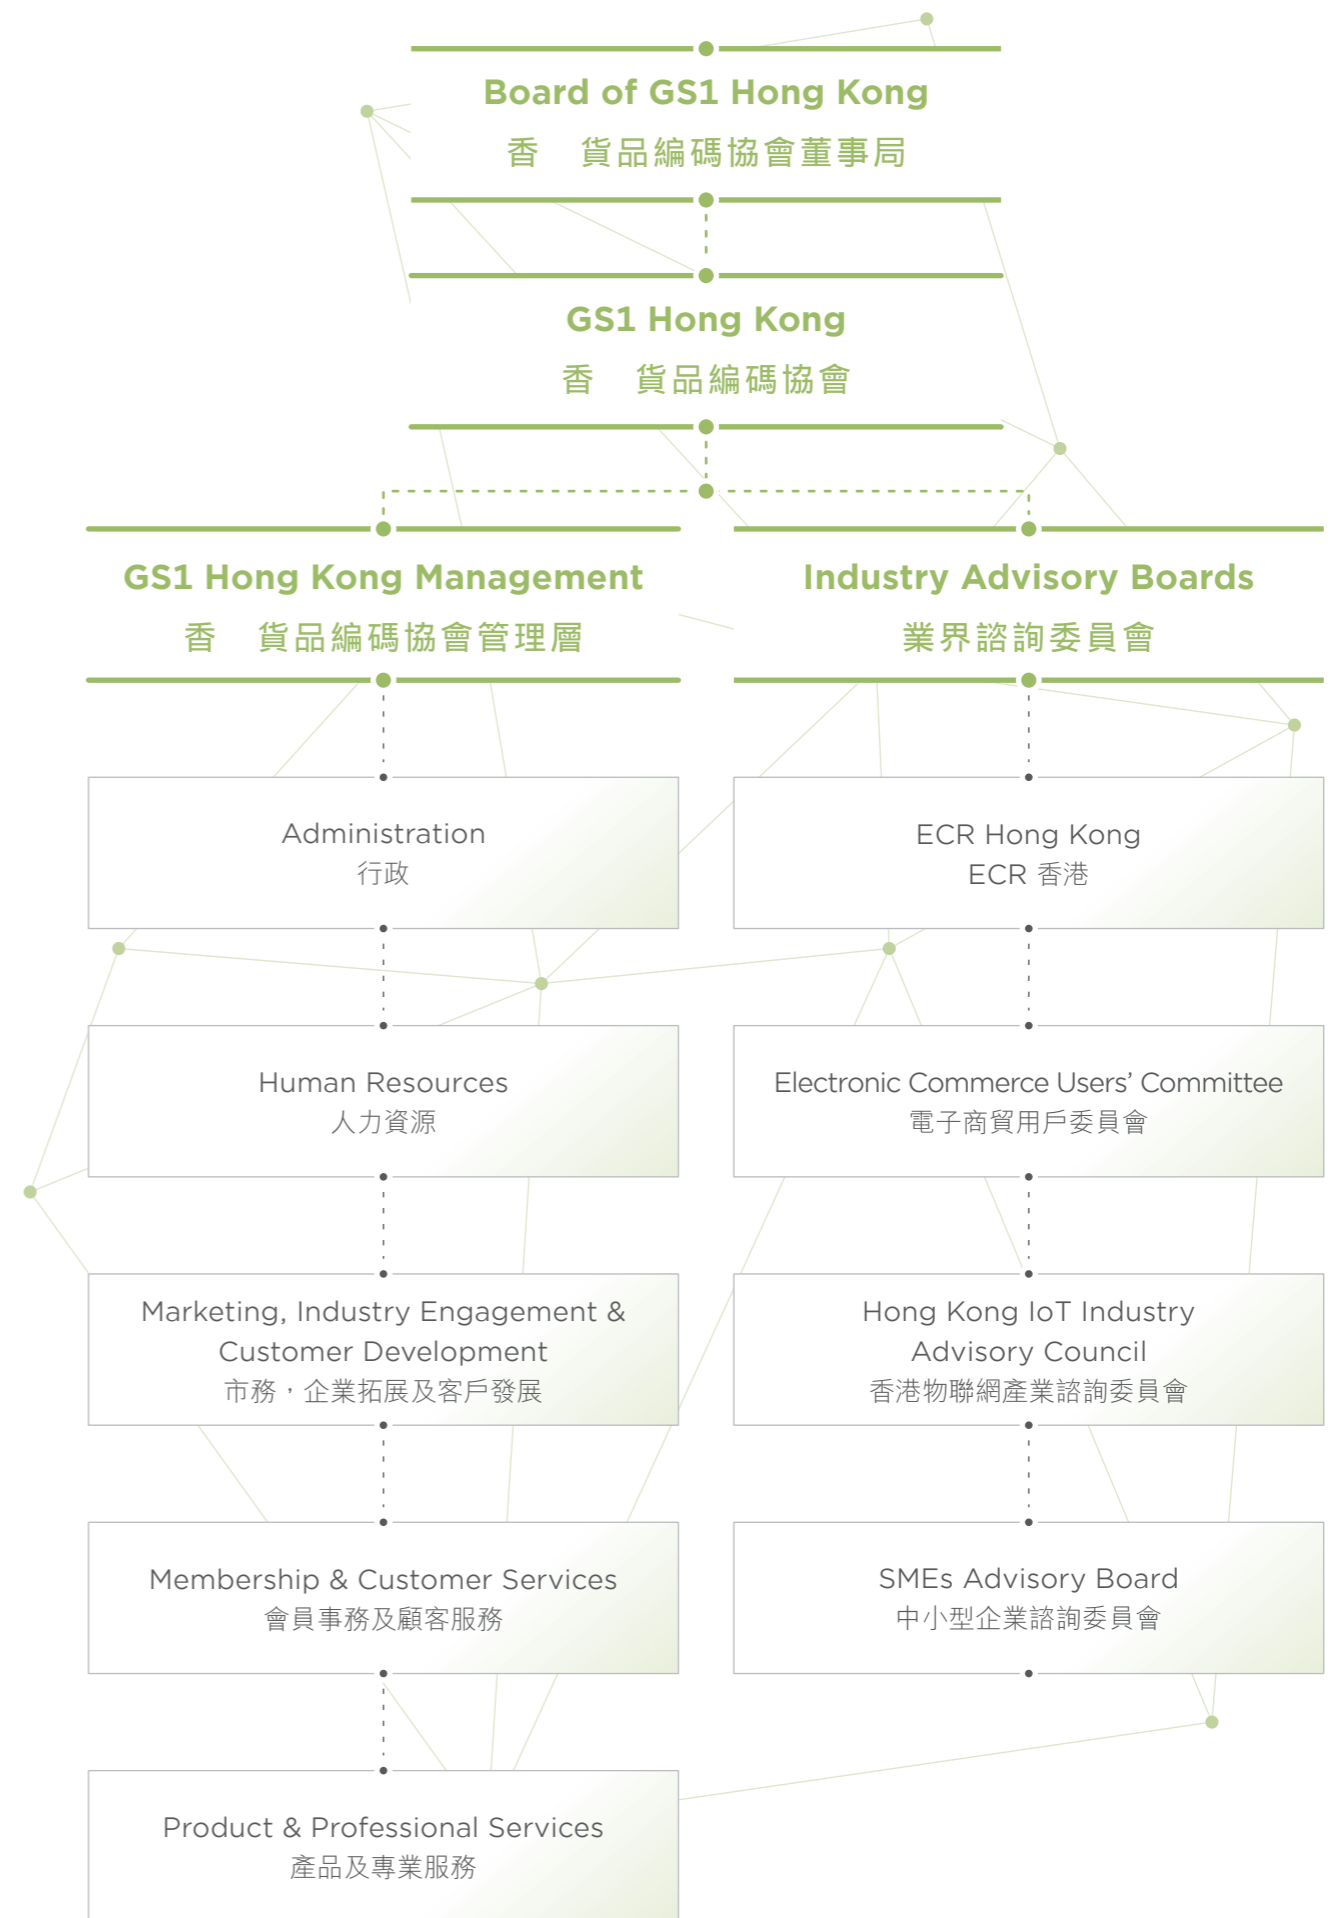 Board of GS1 Hong Kong
香 貨品編碼協會董事局
GS1 Hong Kong
香 貨品編碼協會
GS1 Hong Kong Management
香 貨品編碼協會管理層
Administration
行政
Human Resources
人力資源
Marketing, Industry Engagement &
Customer Development
市務，企業拓展及客戶發展
Membership & Customer Services
會員事務及顧客服務
Product & Professional Services
產品及專業服務
Industry Advisory Boards
業界諮詢委員會
ECR Hong Kong
ECR 香港
Electronic Commerce Users’ Committee
電子商貿用戶委員會
Hong Kong IoT Industry
Advisory Council
香港物聯網產業諮詢委員會
SMEs Advisory Board
中小型企業諮詢委員會